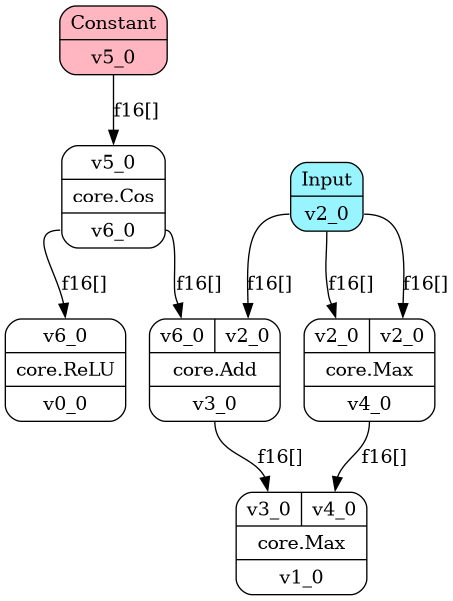 Constant
v5_0
f16[]
v5_0
core.Cos
v6_0
Input
v2_0
f16[]
f16[]
f16[]
f16[]
f16[]
v6_0
core.ReLU
v0_0
v6_0 v2_0
core.Add
v3_0
v2_0 v2_0
core.Max
v4_0
f16[]
f16[]
v3_0 v4_0
core.Max
v1_0